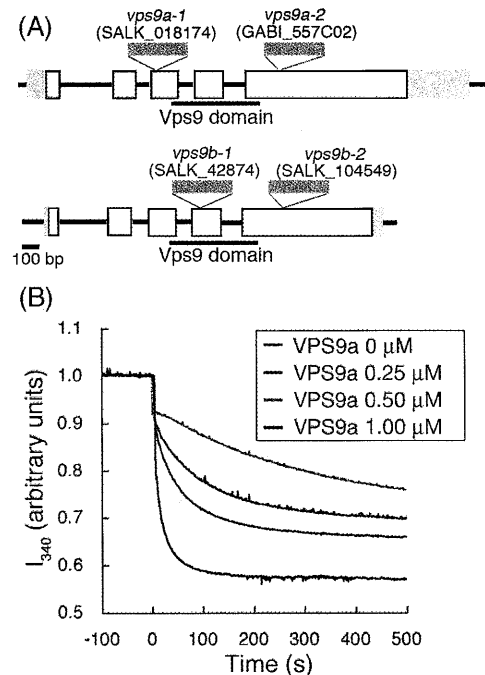 (A)
vps9a-1 vps9a-2
(SALK_018174) (GABI_557C02)
Vps9 domain
vps9b-1 vps9b-2
(SALK_42874) (SALK_104549)
Vps9 domain
100 bp
(B)
1.1
1.0
0.9
0.8
0.7
0.6
0.5
I340 (arbitrary units)
VPS9a 0 μM
VPS9a 0.25 μM
VPS9a 0.50 μM
VPS9a 1.00 μM
-100 0 100 200 300 400 500
Time (s)